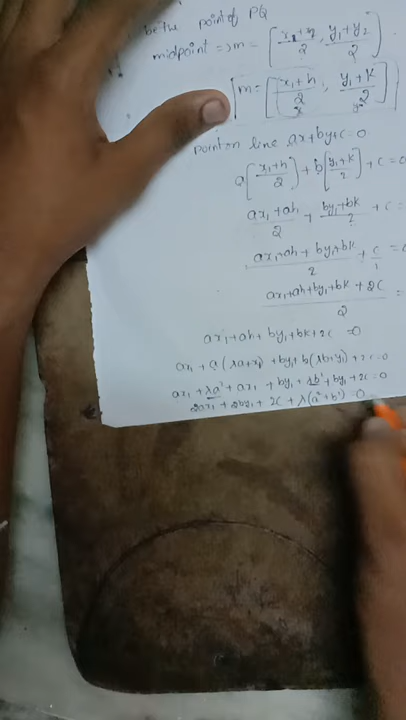 be the point of PQ
midpoint => m = [x1+x2/2, y1+y2/2]
[m = [x1+h/2, y1+k/2]]
point on line ax+by+c=0
a[x1+h/2]+b[y1+k/2]+c=0
ax1+ah/2 + by1+bk/2 + c =
ax1+ah+by1+bk/2 + c/1 =
ax1+ah+by1+bk+2c/2 =
ax1+ah+by1+bk+2c =0
ax1+a(λa+x1)+by1+b(λb+y1)+2c=0
ax1+λa²+ax1+by1+λb²+by1+2c=0
2ax1+2by1+2c+λ(a²+b²)=0